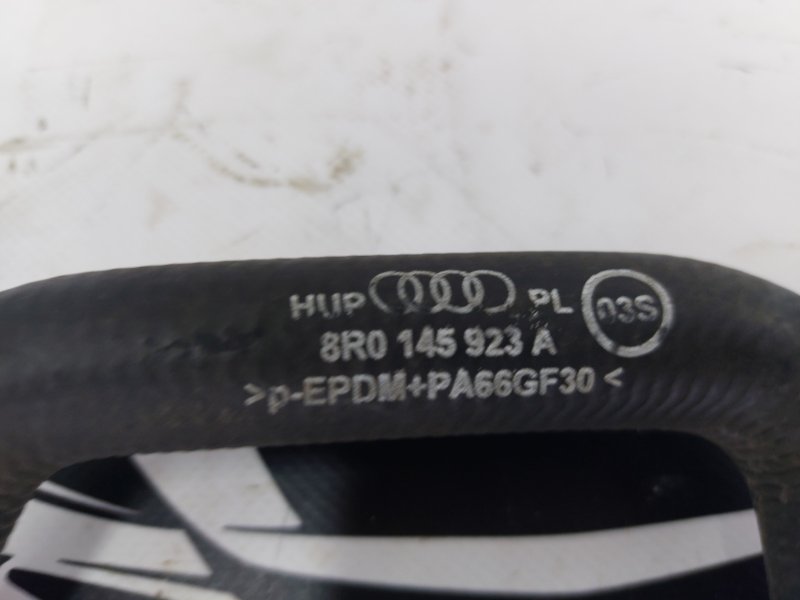 HUP PL 03S
8R0 145 923 A
>p-EPDM+PA66GF30<